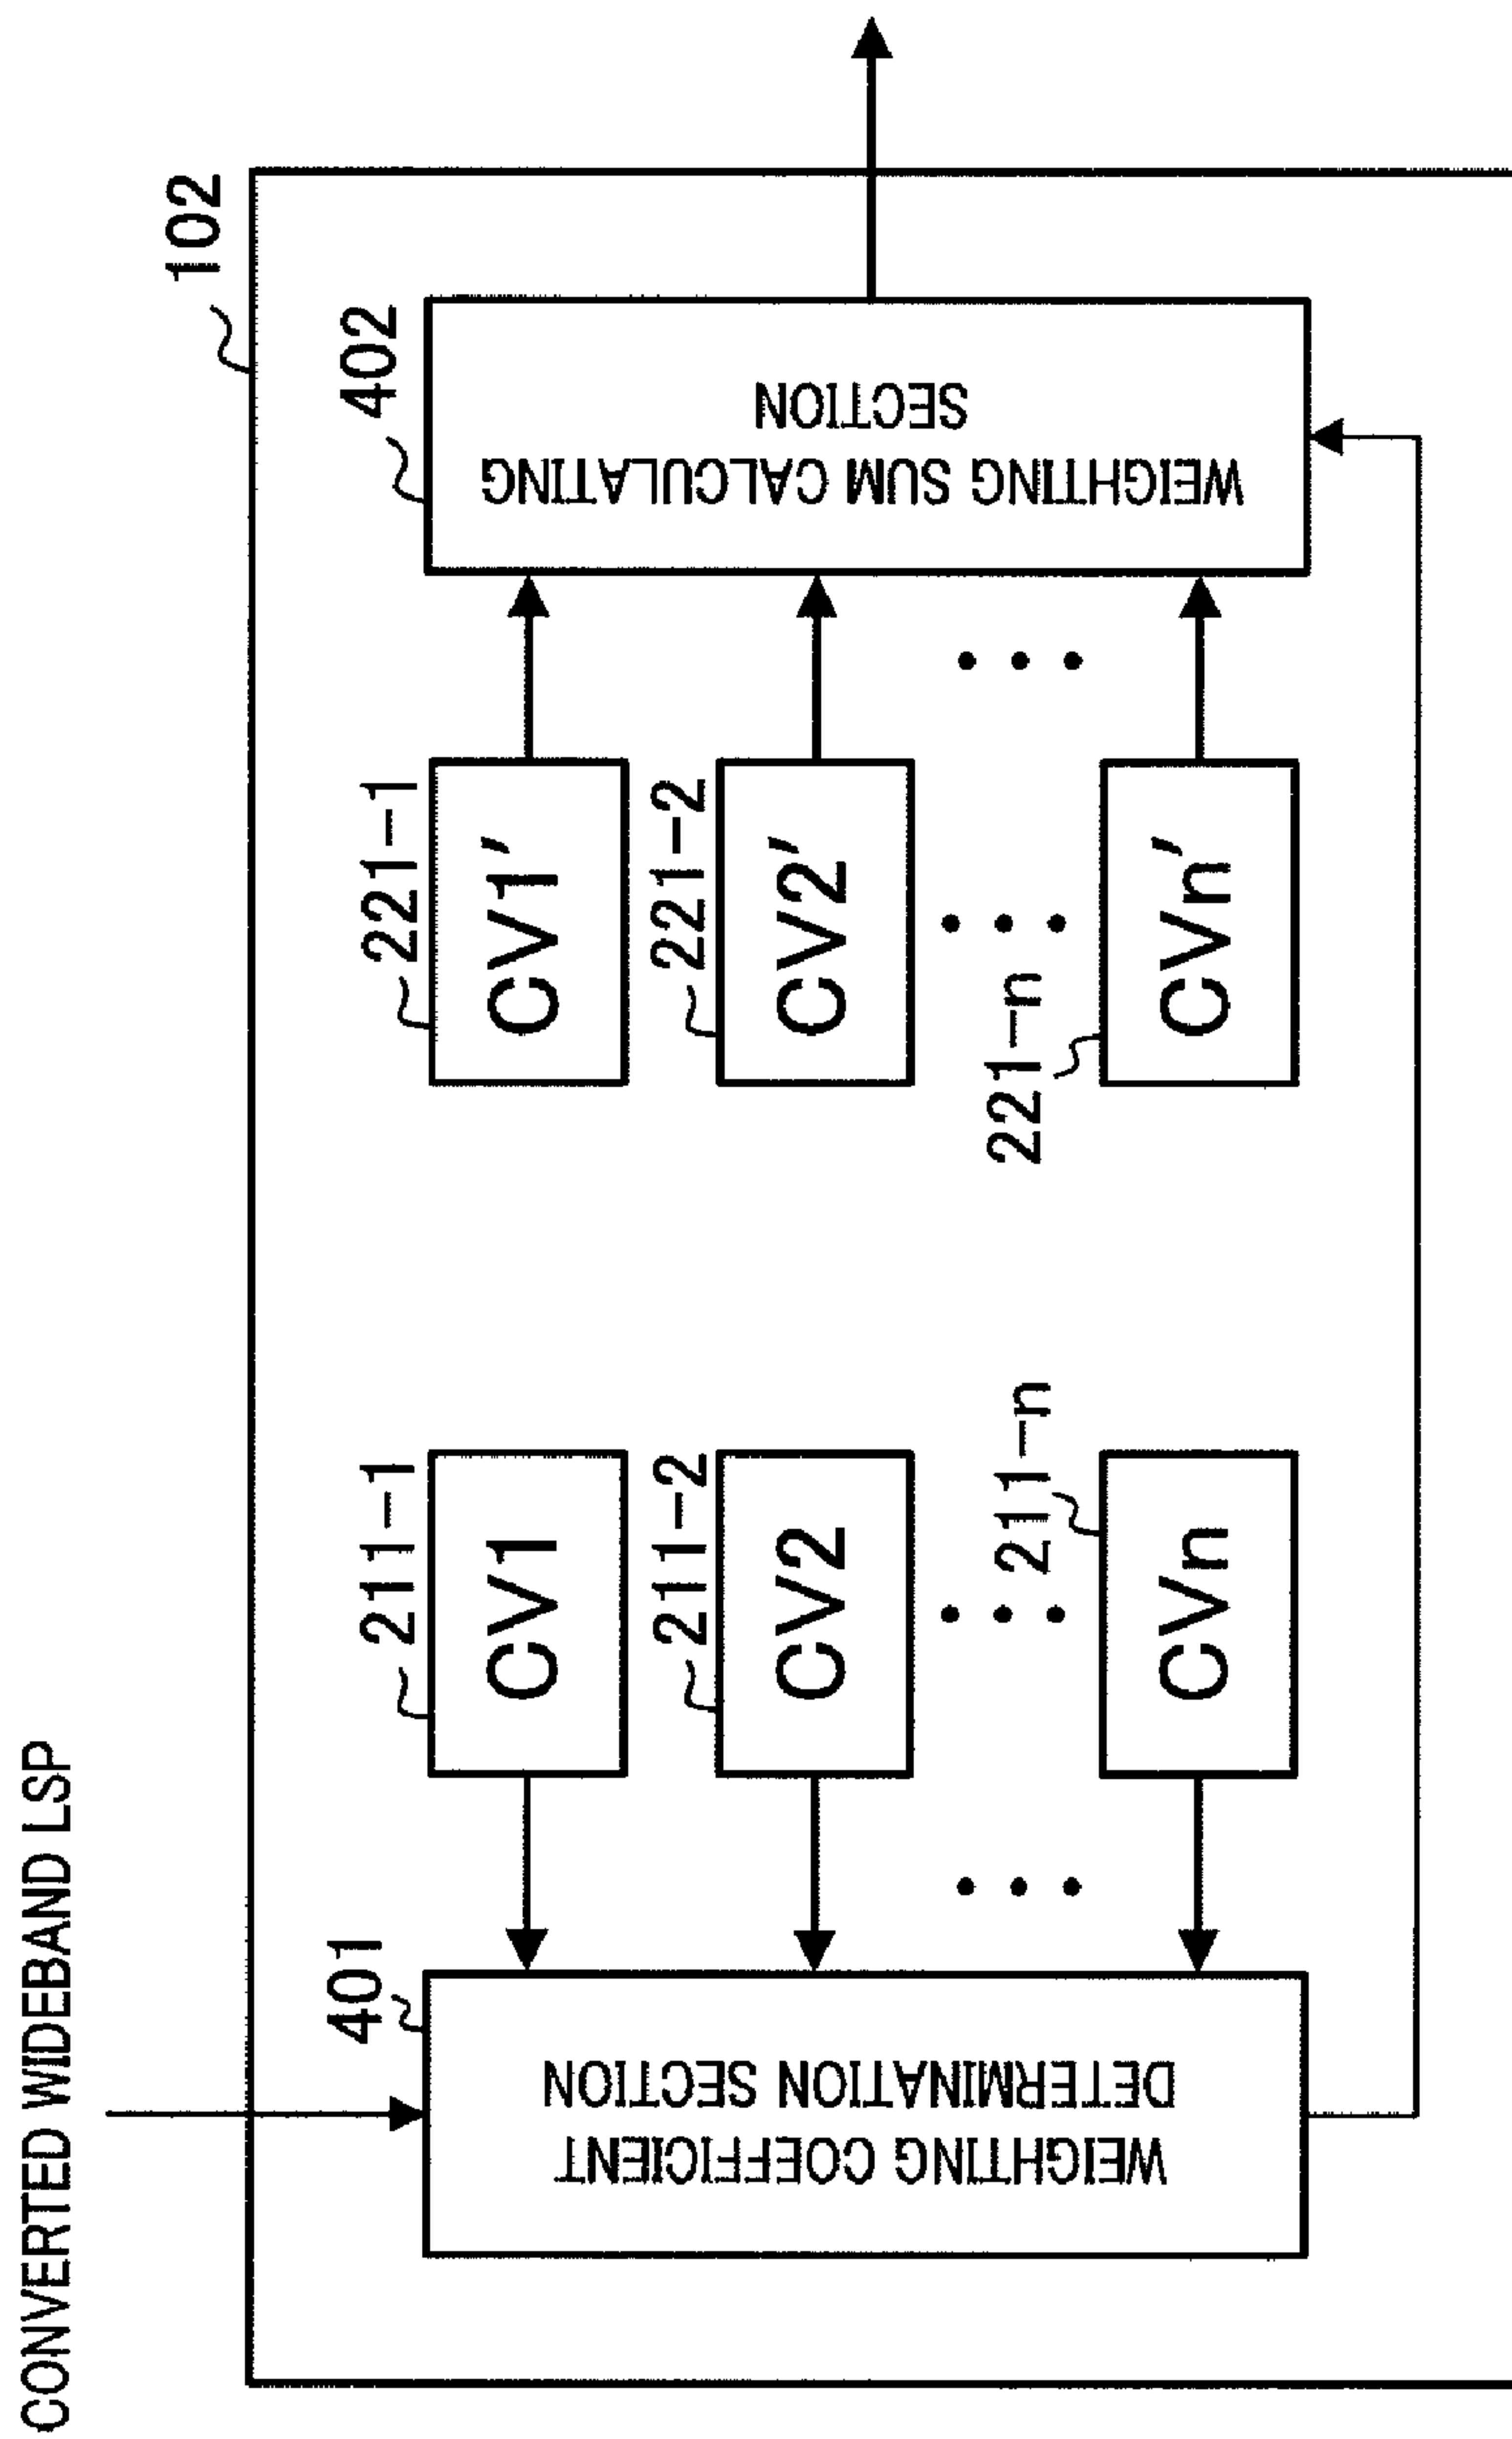 CONVERTED WIDEBAND LSP
102
401
WEIGHTING COEFFICIENT
DETERMINATION SECTION
211-1
CV1
211-2
CV2
211-n
CVn
221-1
CV1'
221-2
CV2'
221-n
CVn'
402
WEIGHTING SUM CALCULATING
SECTION